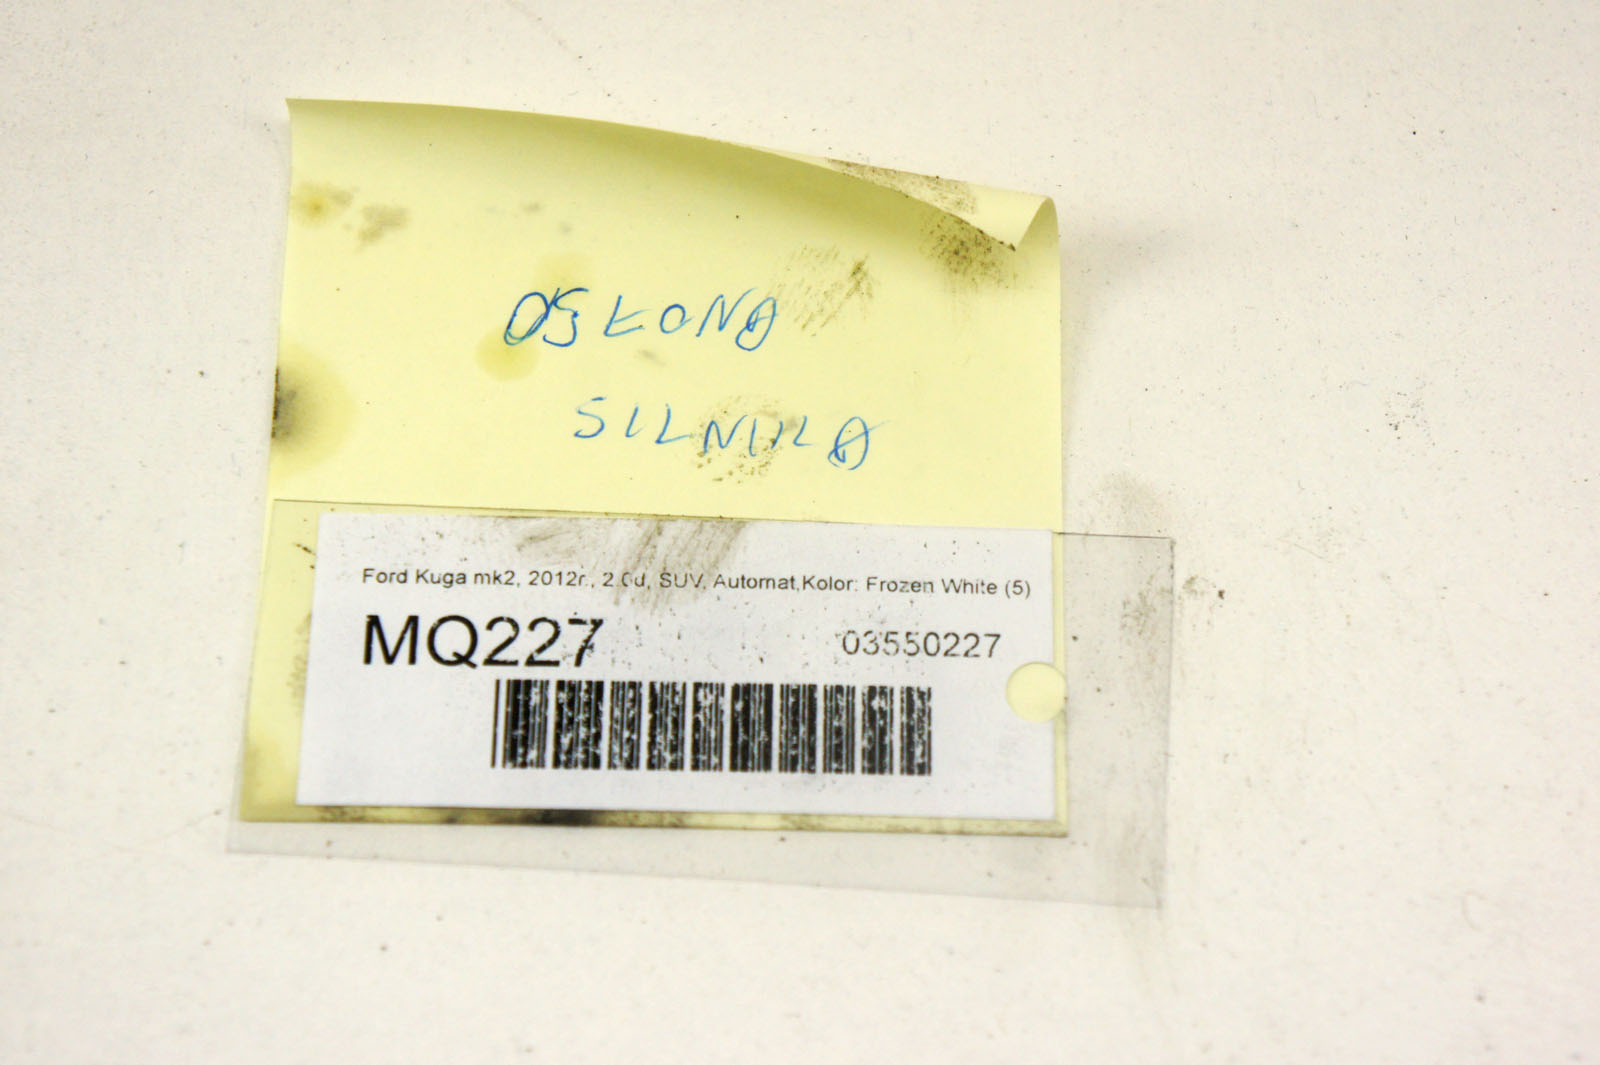 OSŁONA
SILNIKA
Ford Kuga mk2, 2012r., 2.0d, SUV, Automat,Kolor: Frozen White (5)
MQ227
03550227